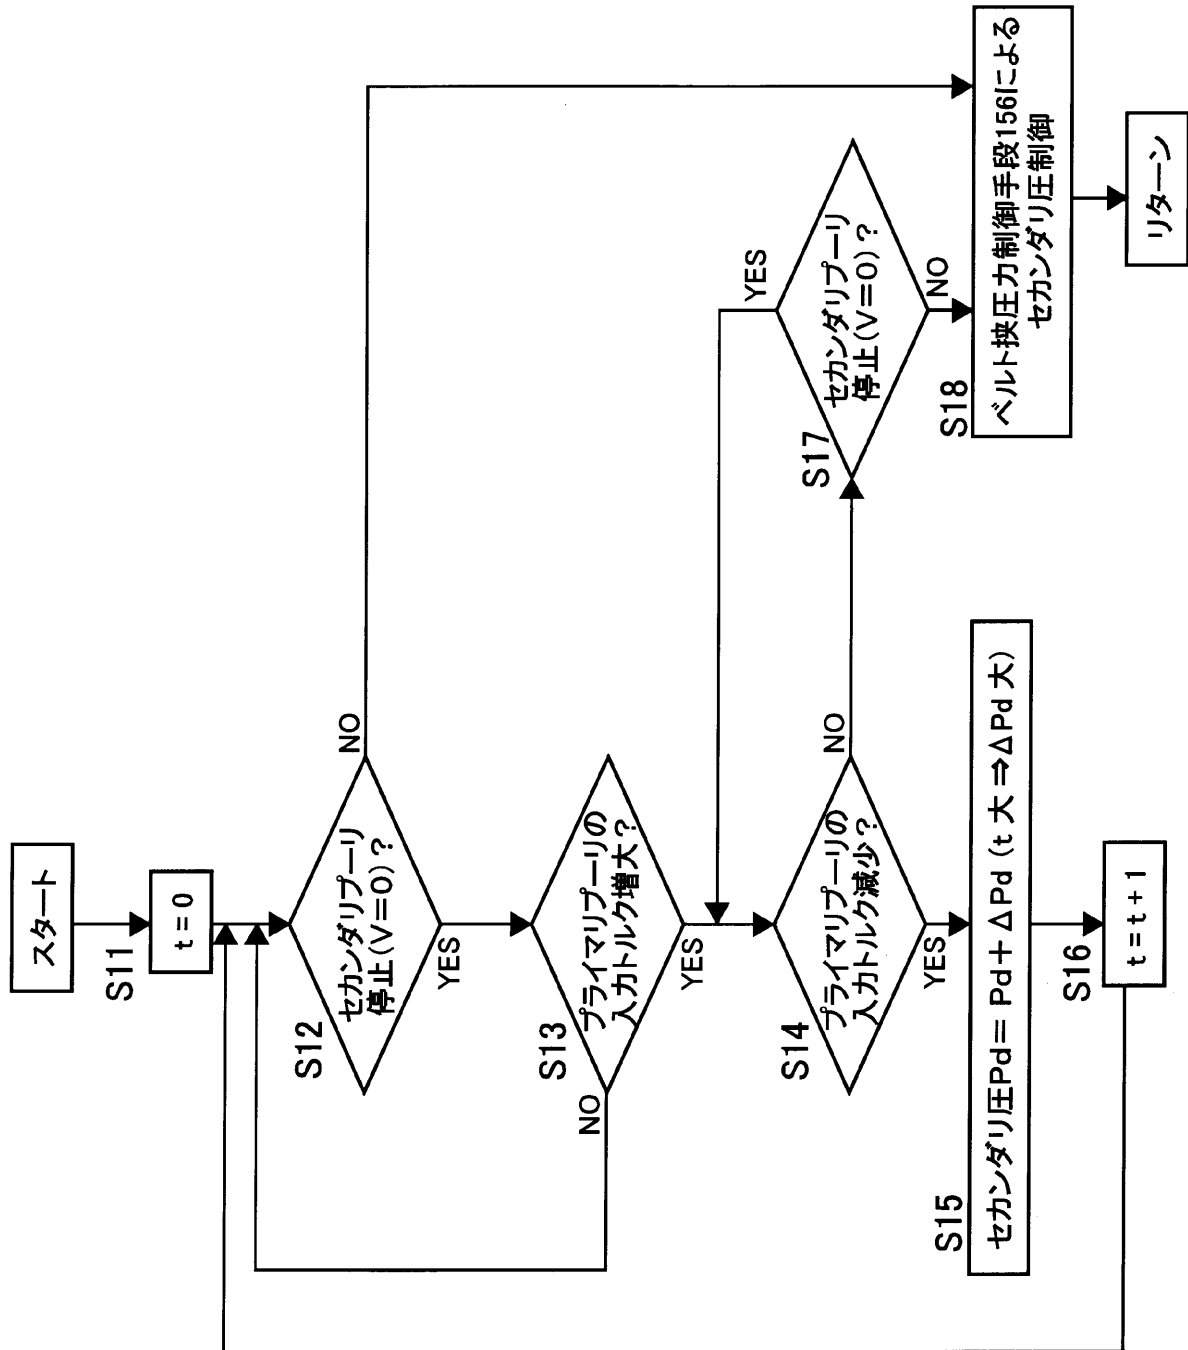 スタート
S11
t=0
S12
セカンダリプーリ
停止(V=0)?
NO
YES
S13
プライマリプーリの
入力トルク増大?
NO
YES
S14
プライマリプーリの
入力トルク減少?
NO
YES
S17
セカンダリプーリ
停止(V=0)?
YES
NO
S15
セカンダリ圧Pd=Pd+ΔPd(t大⇒ΔPd大)
S16
t=t+1
S18
ベルト挟圧力制御手段156による
セカンダリ圧制御
リターン